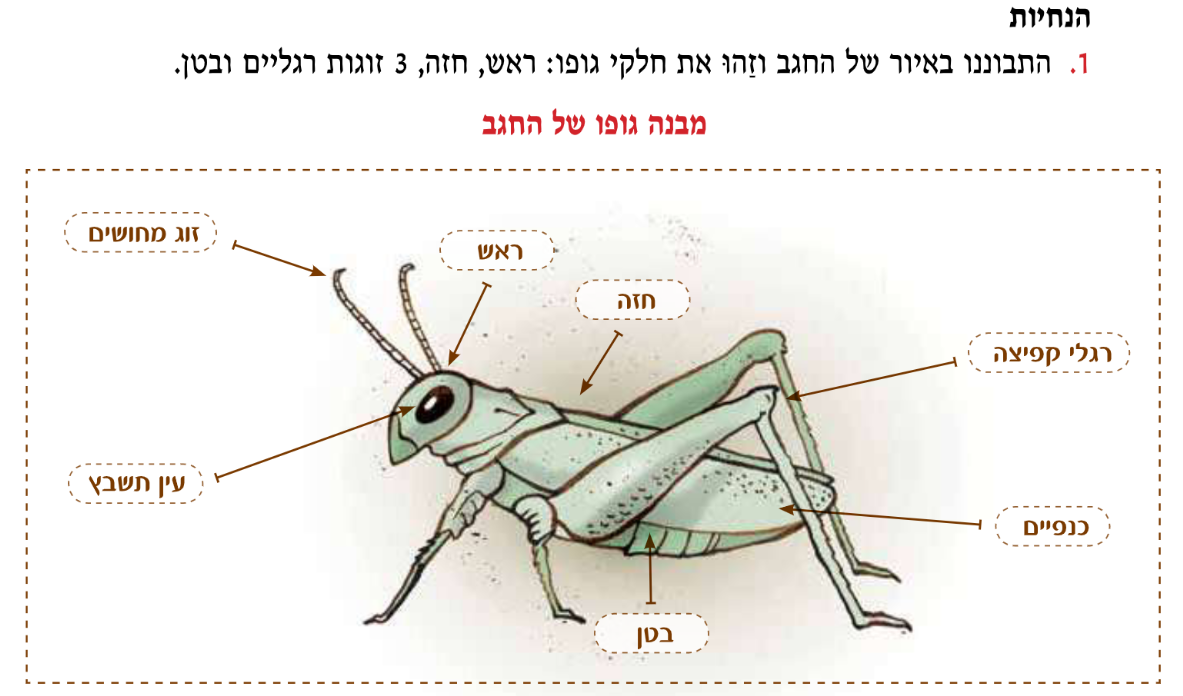 הנחיות
1. התבוננו באיור של החגב וזַהוּ את חלקי גופו: ראש, חזה, 3 זוגות רגליים ובטן.
מבנה גופו של החגב
זוג מחושים
ראש
חזה
רגלי קפיצה
עין תשבץ
כנפיים
בטן